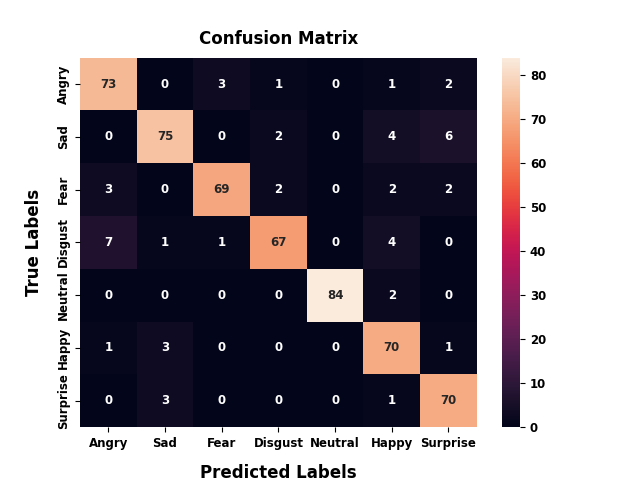 Confusion Matrix
Angry 73 0 3 1 0 1 2
Sad 0 75 0 2 0 4 6
Fear 3 0 69 2 0 2 2
Disgust 7 1 1 67 0 4 0
Neutral 0 0 0 0 84 2 0
Happy 1 3 0 0 0 70 1
Surprise 0 3 0 0 0 1 70
Angry Sad Fear Disgust Neutral Happy Surprise
True Labels
Predicted Labels
80
70
60
50
40
30
20
10
0